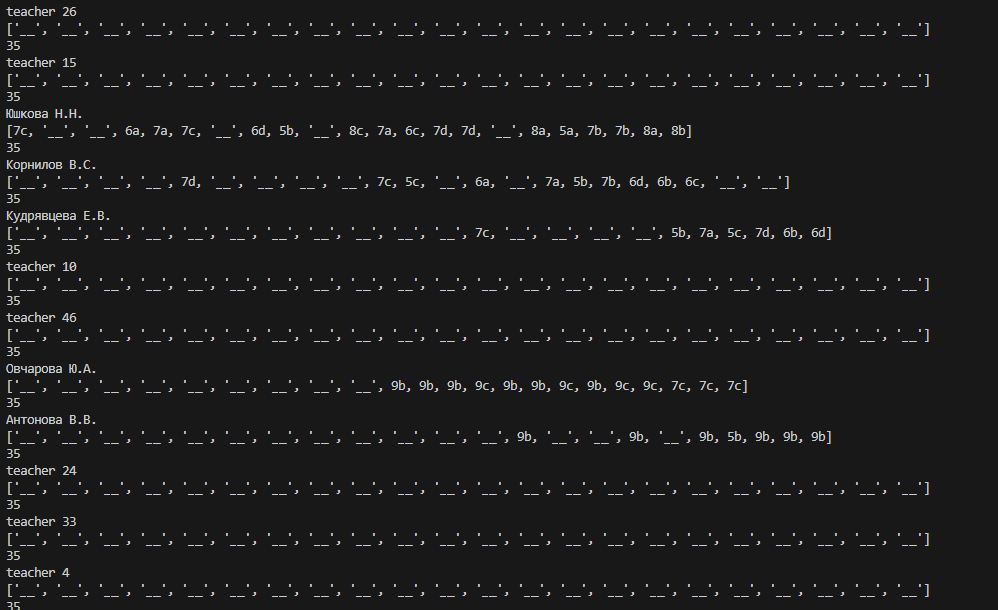 teacher 26
['__', '__', '__', '__', '__', '__', '__', '__', '__', '__', '__', '__', '__', '__', '__', '__', '__', '__', '__', '__', '__', '__']
35
teacher 15
['__', '__', '__', '__', '__', '__', '__', '__', '__', '__', '__', '__', '__', '__', '__', '__', '__', '__', '__', '__', '__', '__']
35
Юшкова Н.Н.
[7c, '__', '__', 6a, 7a, 7c, '__', 6d, 5b, '__', 8c, 7a, 6c, 7d, 7d, '__', 8a, 5a, 7b, 7b, 8a, 8b]
35
Корнилов В.С.
['__', '__', '__', '__', 7d, '__', '__', '__', '__', 7c, 5c, '__', 6a, '__', 7a, 5b, 7b, 6d, 6b, 6c, '__', '__']
35
Кудрявцева Е.В.
['__', '__', '__', '__', '__', '__', '__', '__', '__', '__', '__', 7c, '__', '__', '__', '__', 5b, 7a, 5c, 7d, 6b, 6d]
35
teacher 10
['__', '__', '__', '__', '__', '__', '__', '__', '__', '__', '__', '__', '__', '__', '__', '__', '__', '__', '__', '__', '__', '__']
35
teacher 46
['__', '__', '__', '__', '__', '__', '__', '__', '__', '__', '__', '__', '__', '__', '__', '__', '__', '__', '__', '__', '__', '__']
35
Овчарова Ю.А.
['__', '__', '__', '__', '__', '__', '__', '__', '__', 9b, 9b, 9b, 9c, 9b, 9b, 9c, 9b, 9c, 9c, 7c, 7c, 7c]
35
Антонова В.В.
['__', '__', '__', '__', '__', '__', '__', '__', '__', '__', '__', '__', 9b, '__', '__', 9b, '__', 9b, 5b, 9b, 9b, 9b]
35
teacher 24
['__', '__', '__', '__', '__', '__', '__', '__', '__', '__', '__', '__', '__', '__', '__', '__', '__', '__', '__', '__', '__', '__']
35
teacher 33
['__', '__', '__', '__', '__', '__', '__', '__', '__', '__', '__', '__', '__', '__', '__', '__', '__', '__', '__', '__', '__', '__']
35
teacher 4
['__', '__', '__', '__', '__', '__', '__', '__', '__', '__', '__', '__', '__', '__', '__', '__', '__', '__', '__', '__', '__', '__']
35